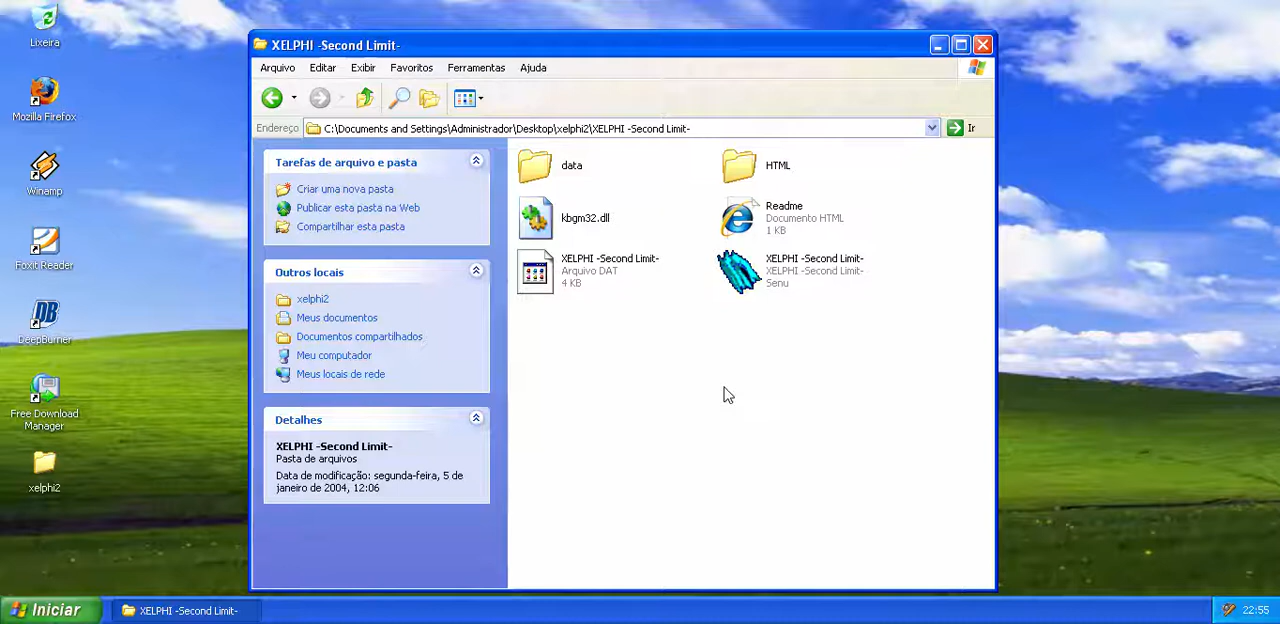 Lixeira
Mozilla Firefox
Winamp
Foxit Reader
DB
DeepBurner
Free Download
Manager
xelphi2
XELPHI -Second Limit-
Arquivo Editar Exibir Favoritos Ferramentas Ajuda
Endereço C:\Documents and Settings\Administrador\Desktop\xelphi2\XELPHI -Second Limit- Ir
Tarefas de arquivo e pasta
Criar uma nova pasta
Publicar esta pasta na Web
Compartilhar esta pasta
Outros locais
xelphi2
Meus documentos
Documentos compartilhados
Meu computador
Meus locais de rede
Detalhes
XELPHI -Second Limit-
Pasta de arquivos
Data de modificação: segunda-feira, 5 de
janeiro de 2004, 12:06
data
HTML
kbgm32.dll
Readme
Documento HTML
1 KB
XELPHI -Second Limit-
Arquivo DAT
4 KB
XELPHI -Second Limit-
XELPHI -Second Limit-
Senu
Iniciar XELPHI -Second Limit- 22:55